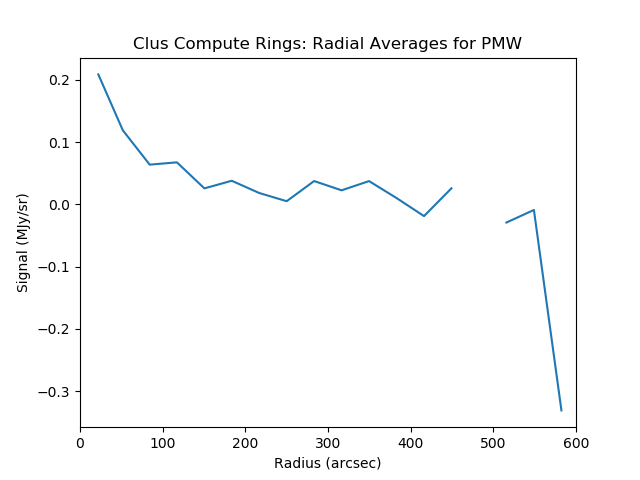 Clus Compute Rings: Radial Averages for PMW
0.2
0.1
0.0
−0.1
−0.2
−0.3
Signal (MJy/sr)
0 100 200 300 400 500 600
Radius (arcsec)